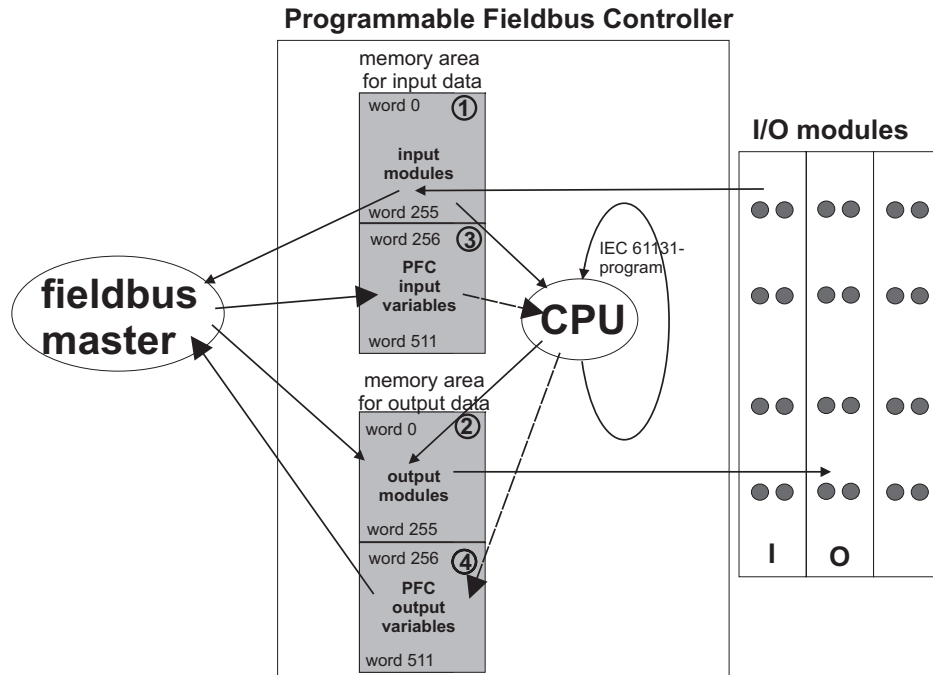 Programmable Fieldbus Controller
memory area
for input data
word 0
1
input
modules
word 255
word 256
3
PFC
input
variables
word 511
fieldbus
master
IEC 61131-
program
CPU
I/O modules
memory area
for output data
word 0
2
output
modules
word 255
word 256
4
PFC
output
variables
word 511
I
O